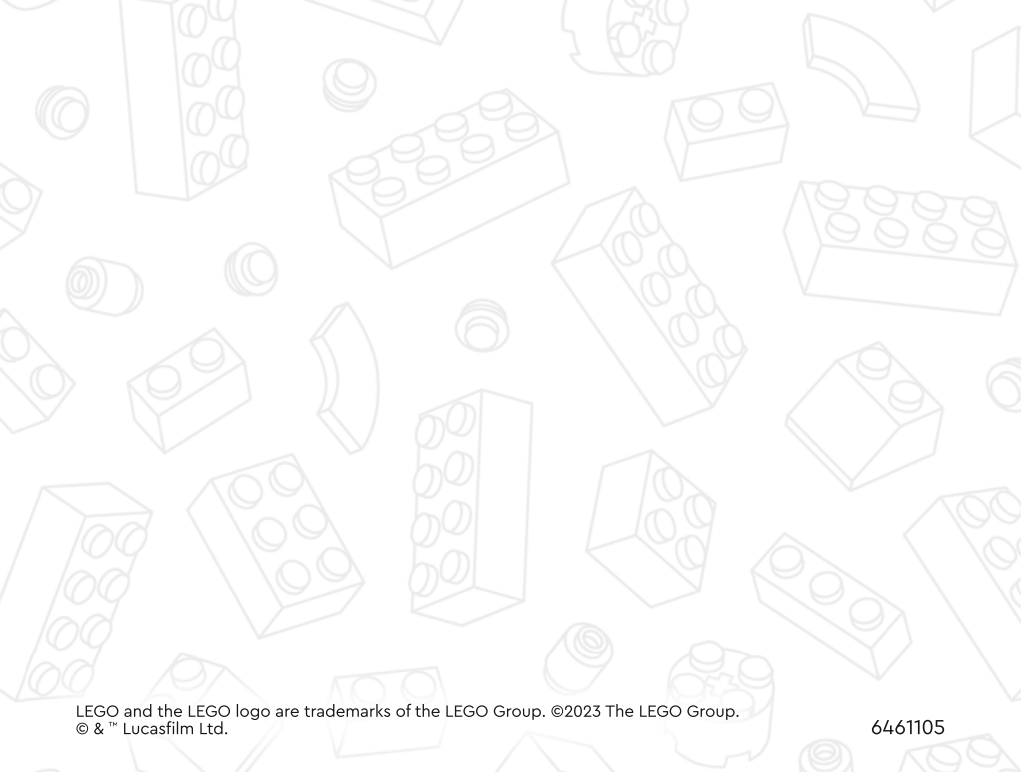 LEGO and the LEGO logo are trademarks of the LEGO Group. ©2023 The LEGO Group.
© & ™ Lucasfilm Ltd.
6461105